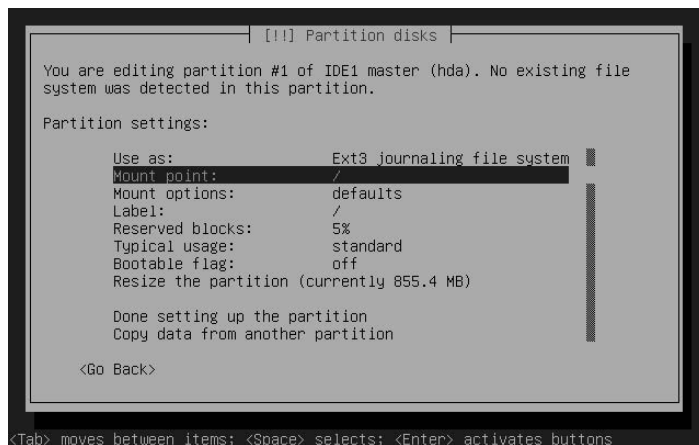 [!!] Partition disks
You are editing partition #1 of IDE1 master (hda). No existing file
system was detected in this partition.
Partition settings:
Use as: Ext3 journaling file system
Mount point: /
Mount options: defaults
Label: /
Reserved blocks: 5%
Typical usage: standard
Bootable flag: off
Resize the partition (currently 855.4 MB)
Done setting up the partition
Copy data from another partition
<Go Back>
<Tab> moves between items; <Space> selects; <Enter> activates buttons